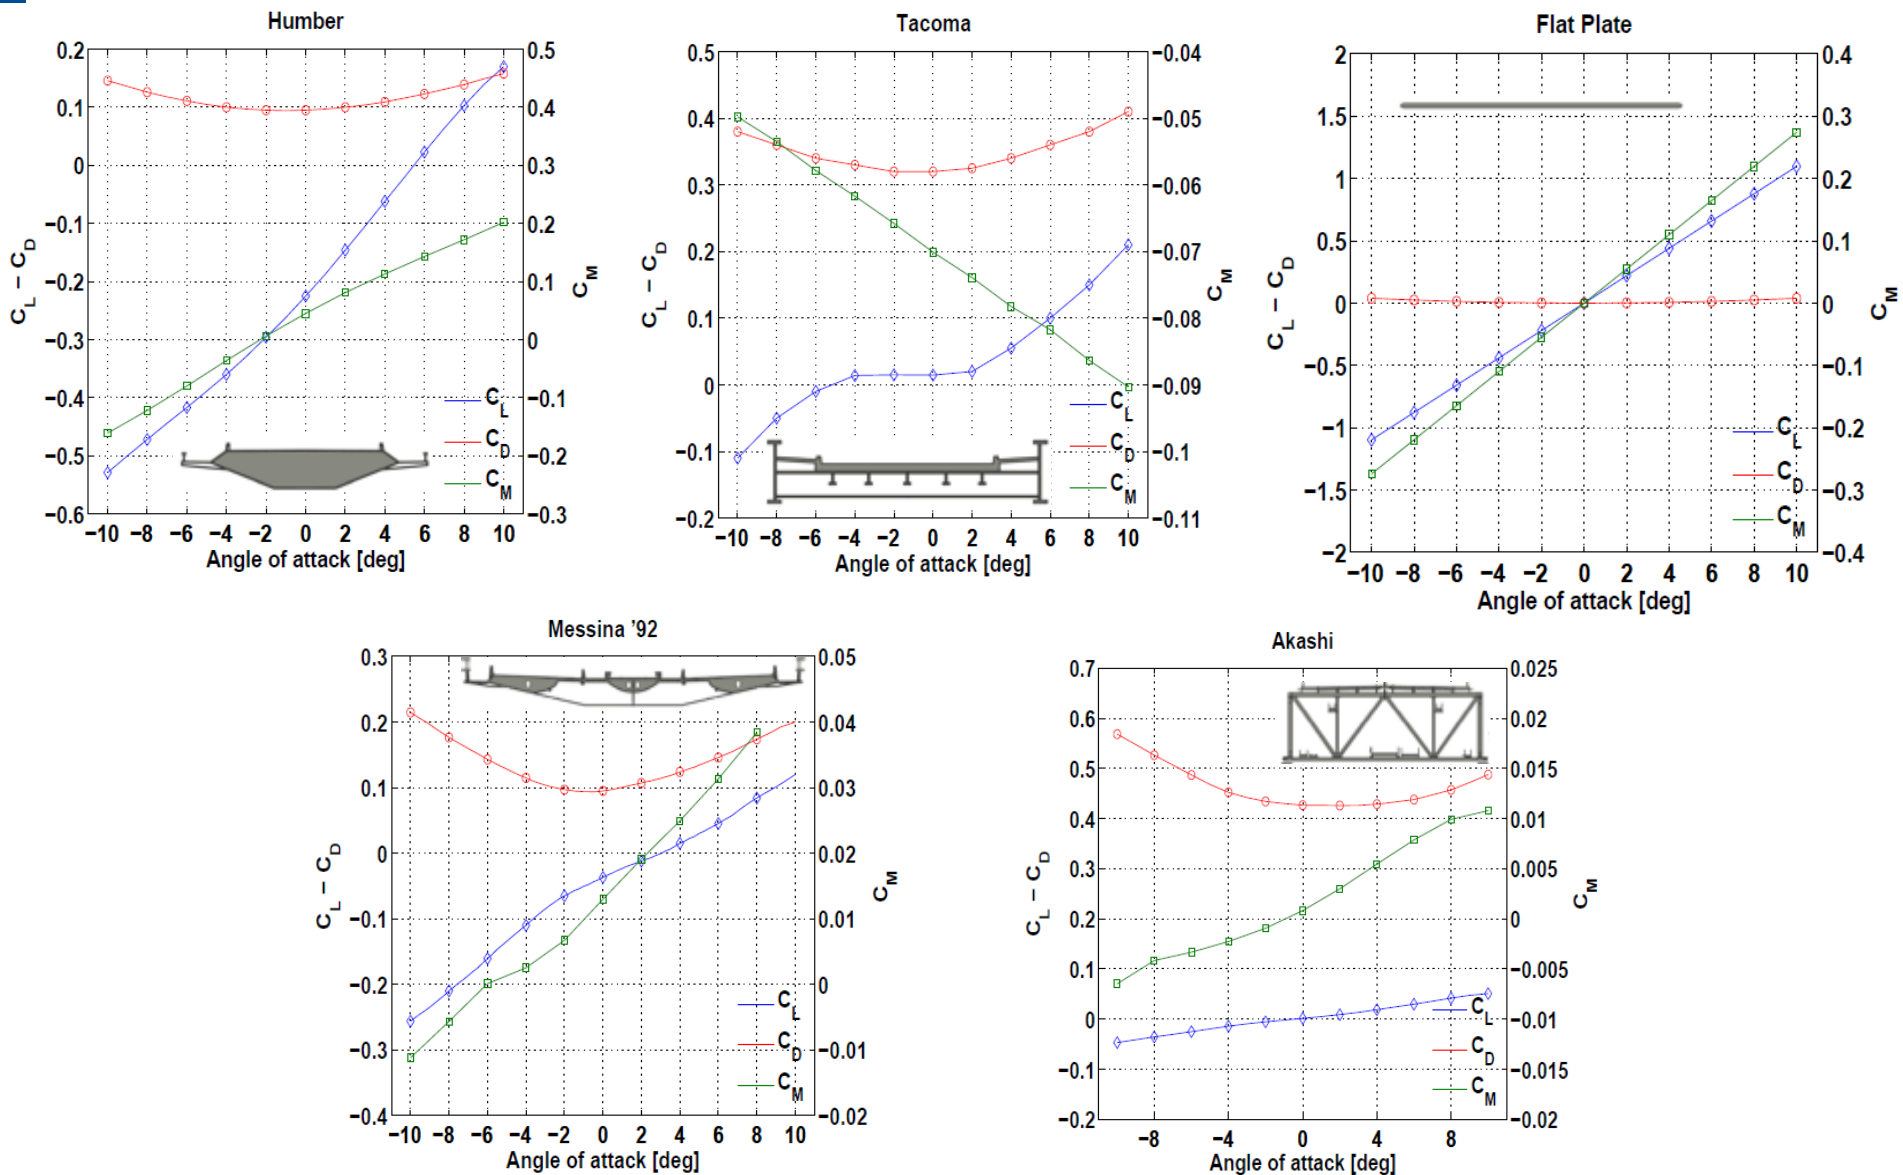 Humber
0.2
0.1
0
−0.1
−0.2
−0.3
−0.4
−0.5
−0.6
0.5
0.4
0.3
0.2
0.1
0
−0.1
−0.2
−0.3
C_L − C_D
C_M
C_L
C_D
C_M
−10 −8 −6 −4 −2 0 2 4 6 8 10
Angle of attack [deg]
Tacoma
0.5
0.4
0.3
0.2
0.1
0
−0.1
−0.2
−0.04
−0.05
−0.06
−0.07
−0.08
−0.09
−0.1
−0.11
C_L − C_D
C_M
C_L
C_D
C_M
−10 −8 −6 −4 −2 0 2 4 6 8 10
Angle of attack [deg]
Flat Plate
2
1.5
1
0.5
0
−0.5
−1
−1.5
−2
0.4
0.3
0.2
0.1
0
−0.1
−0.2
−0.3
−0.4
C_L − C_D
C_M
C_L
C_D
C_M
−10 −8 −6 −4 −2 0 2 4 6 8 10
Angle of attack [deg]
Messina ’92
0.3
0.2
0.1
0
−0.1
−0.2
−0.3
−0.4
0.05
0.04
0.03
0.02
0.01
0
−0.01
−0.02
C_L − C_D
C_M
C_L
C_D
C_M
−10 −8 −6 −4 −2 0 2 4 6 8 10
Angle of attack [deg]
Akashi
0.7
0.6
0.5
0.4
0.3
0.2
0.1
0
−0.1
−0.2
0.025
0.02
0.015
0.01
0.005
0
−0.005
−0.01
−0.015
−0.02
C_L − C_D
C_M
C_L
C_D
C_M
−8 −4 0 4 8
Angle of attack [deg]